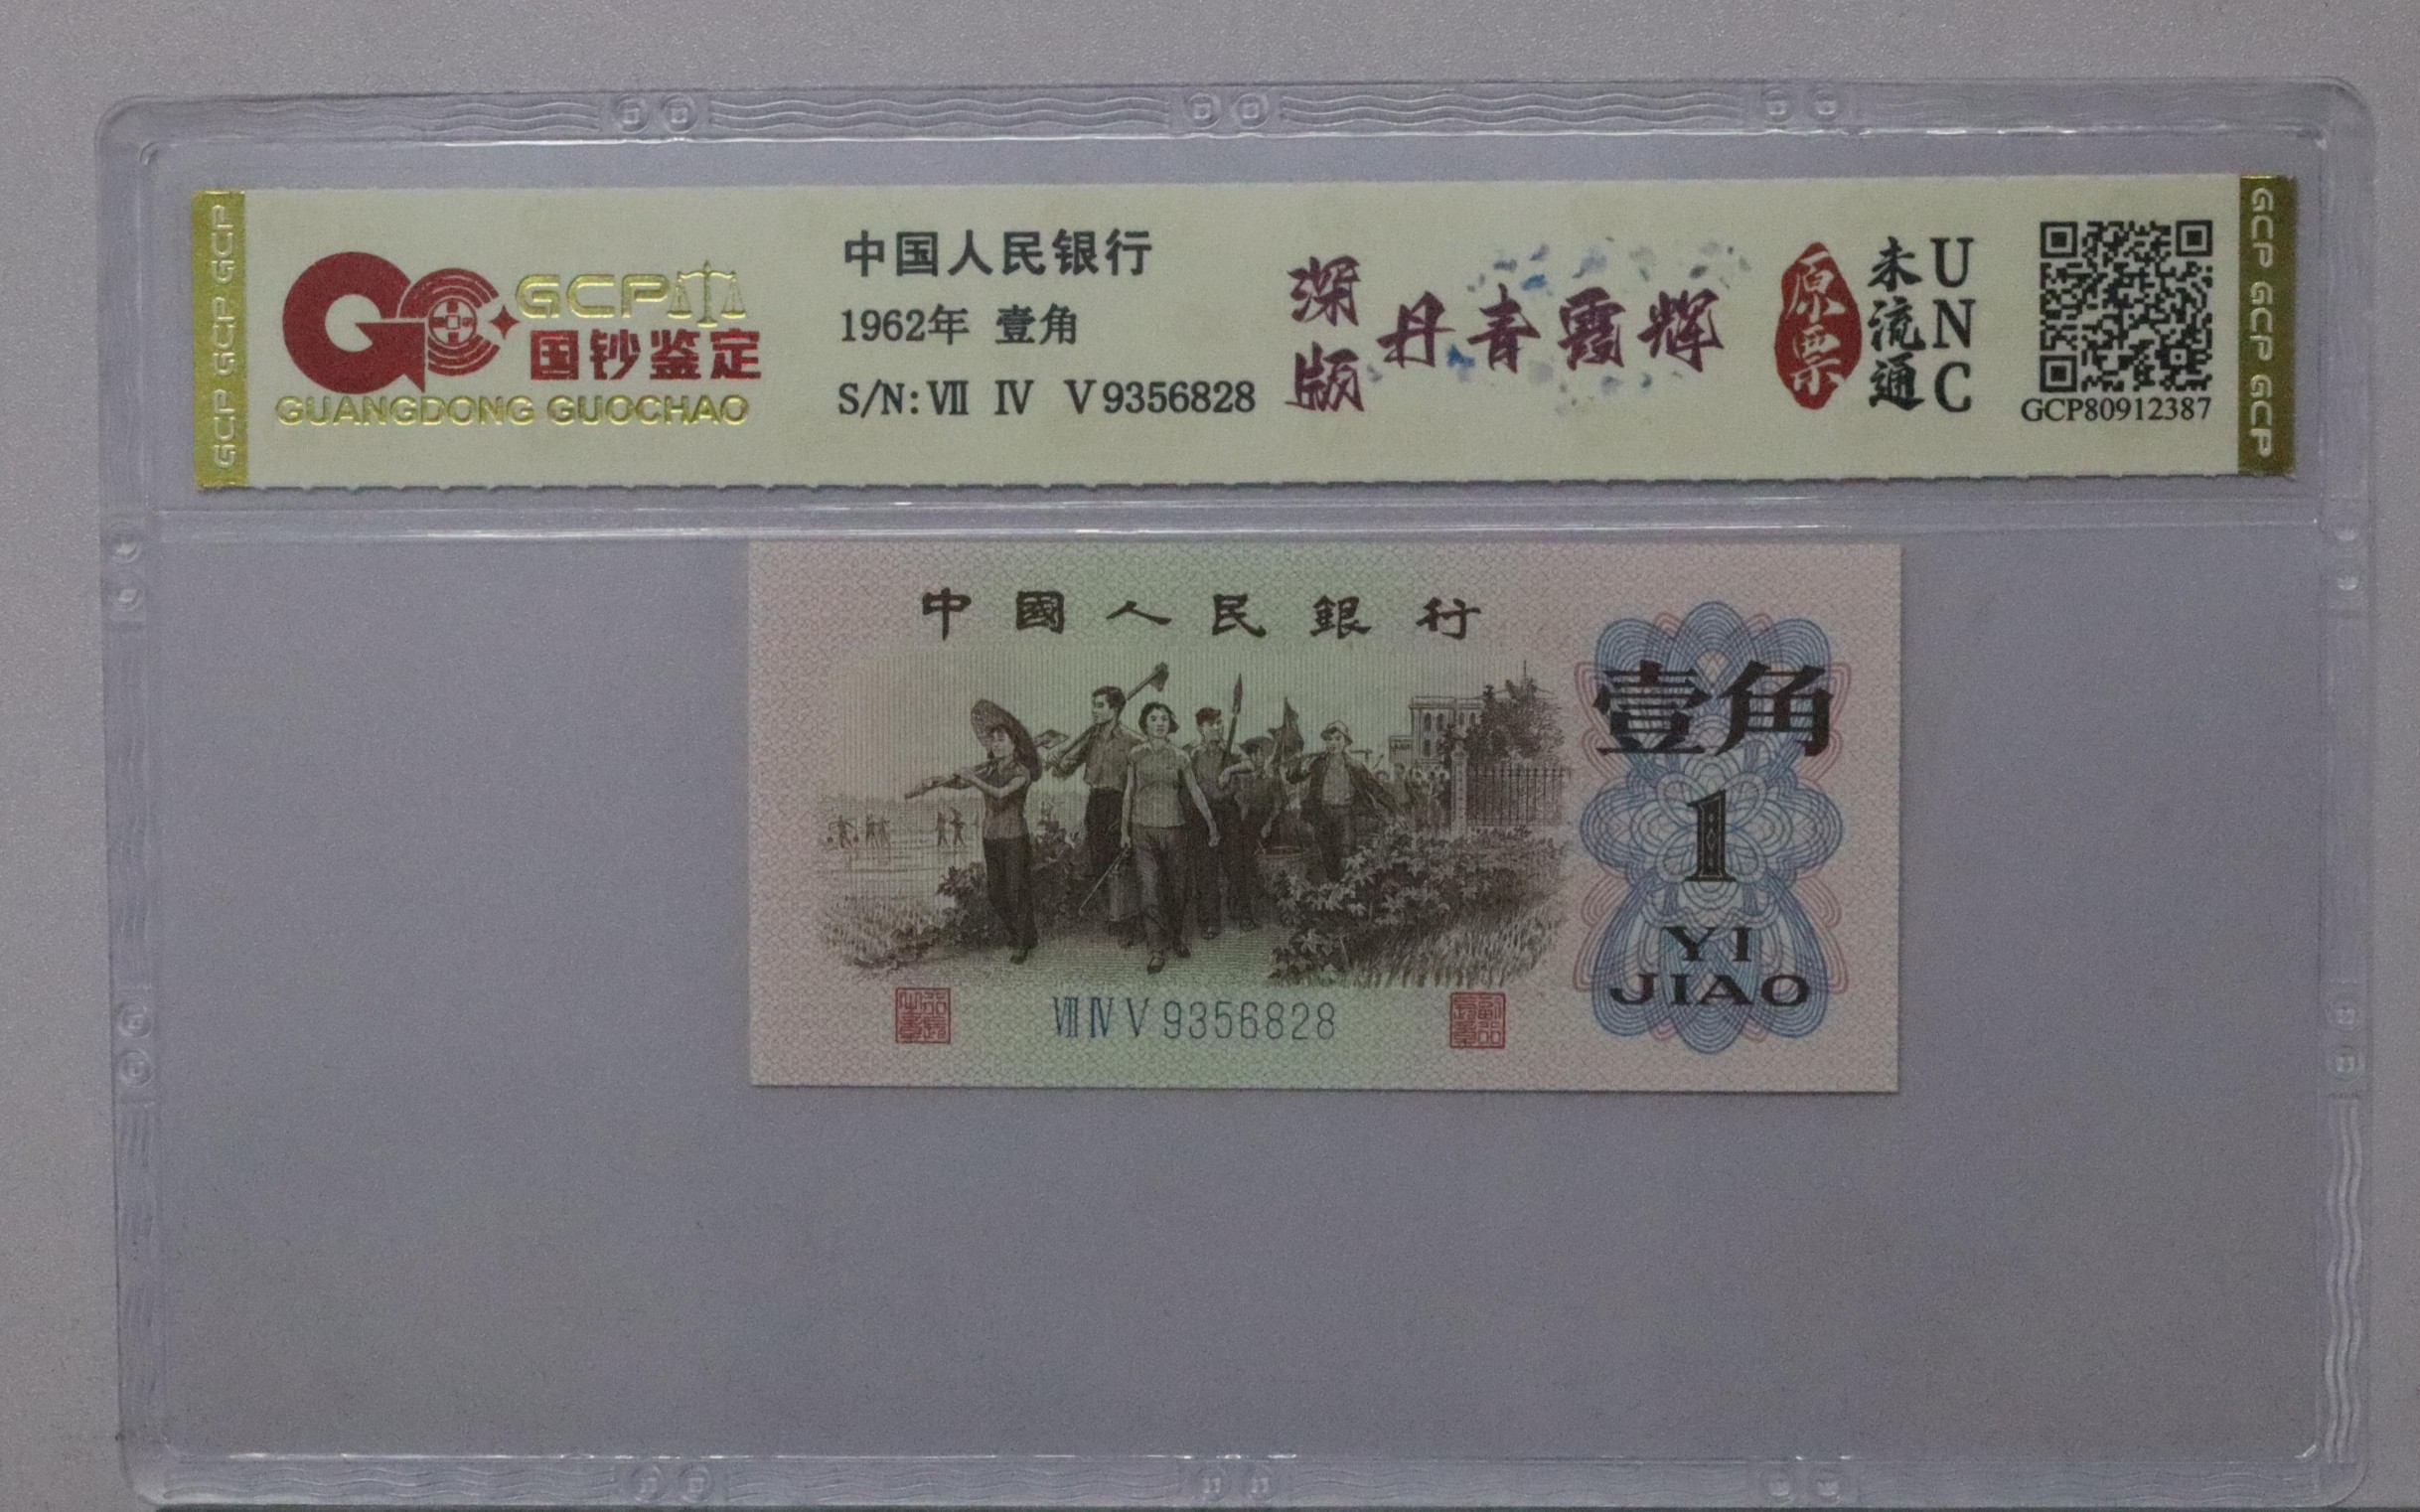 GCP GCP GCP
GCP
国钞鉴定
GUANGDONG GUOCHAO
中国人民银行
1962年 壹角
S/N: Ⅶ Ⅳ Ⅴ 9356828
深版
丹青霞辉
原票
未流通
UNC
GCP80912387
GCP GCP GCP
中國人民銀行
壹角
1
YI
JIAO
Ⅶ Ⅳ Ⅴ 9356828